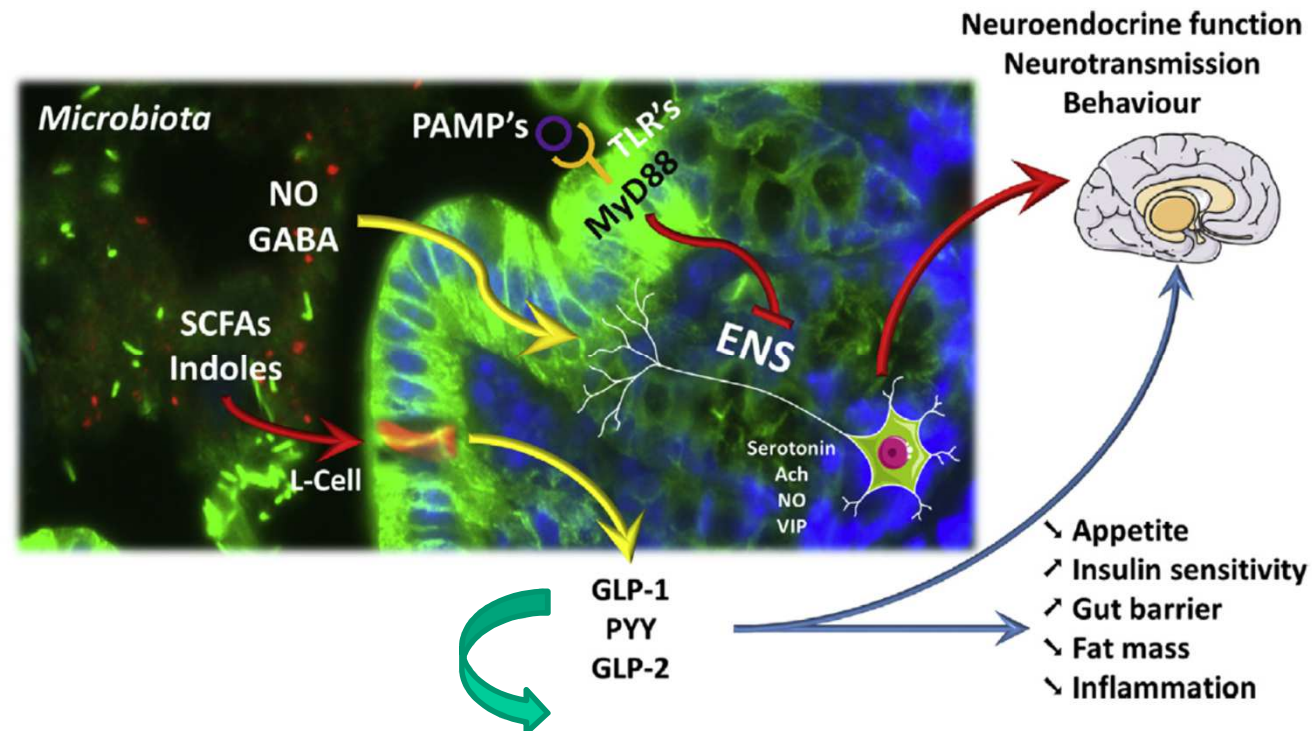 Neuroendocrine function
Neurotransmission
Behaviour
Microbiota
PAMP's
TLR's
MyD88
NO
GABA
SCFAs
Indoles
L-Cell
ENS
Serotonin
Ach
NO
VIP
GLP-1
PYY
GLP-2
↘ Appetite
↗ Insulin sensitivity
↗ Gut barrier
↘ Fat mass
↘ Inflammation